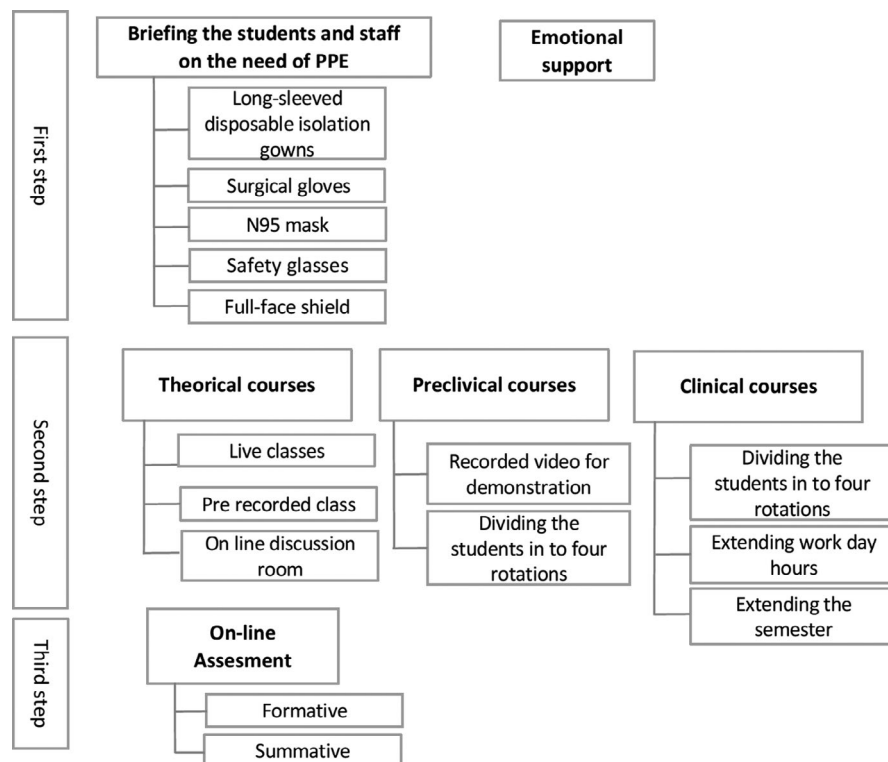 First step
Briefing the students and staff
on the need of PPE
Long-sleeved
disposable isolation
gowns
Surgical gloves
N95 mask
Safety glasses
Full-face shield
Emotional
support
Second step
Theorical courses
Live classes
Pre recorded class
On line discussion
room
Preclivical courses
Recorded video for
demonstration
Dividing the
students in to four
rotations
Clinical courses
Dividing the
students in to four
rotations
Extending work day
hours
Extending the
semester
Third step
On-line
Assesment
Formative
Summative